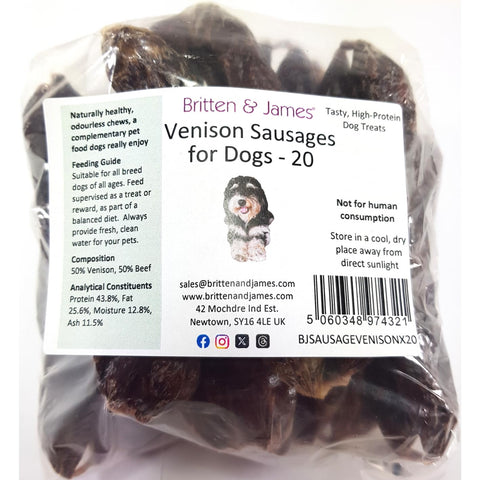 Naturally healthy,
odourless chews, a
complementary pet
food dogs really enjoy
Feeding Guide
Suitable for all breed
dogs of all ages. Feed
supervised as a treat or
reward, as part of a
balanced diet. Always
provide fresh, clean
water for your pets.
Composition
50% Venison, 50% Beef
Analytical Constituents
Protein 43.8%, Fat
25.6%, Moisture 12.8%,
Ash 11.5%
Britten & James®
Tasty, High-Protein
Dog Treats
Venison Sausages
for Dogs - 20
sales@brittenandjames.com
www.brittenandjames.com
42 Mochdre Ind Est.
Newtown, SY16 4LE UK
Not for human
consumption
Store in a cool, dry
place away from
direct sunlight
5 060348 974321
BJSAUSAGEVENISONX20